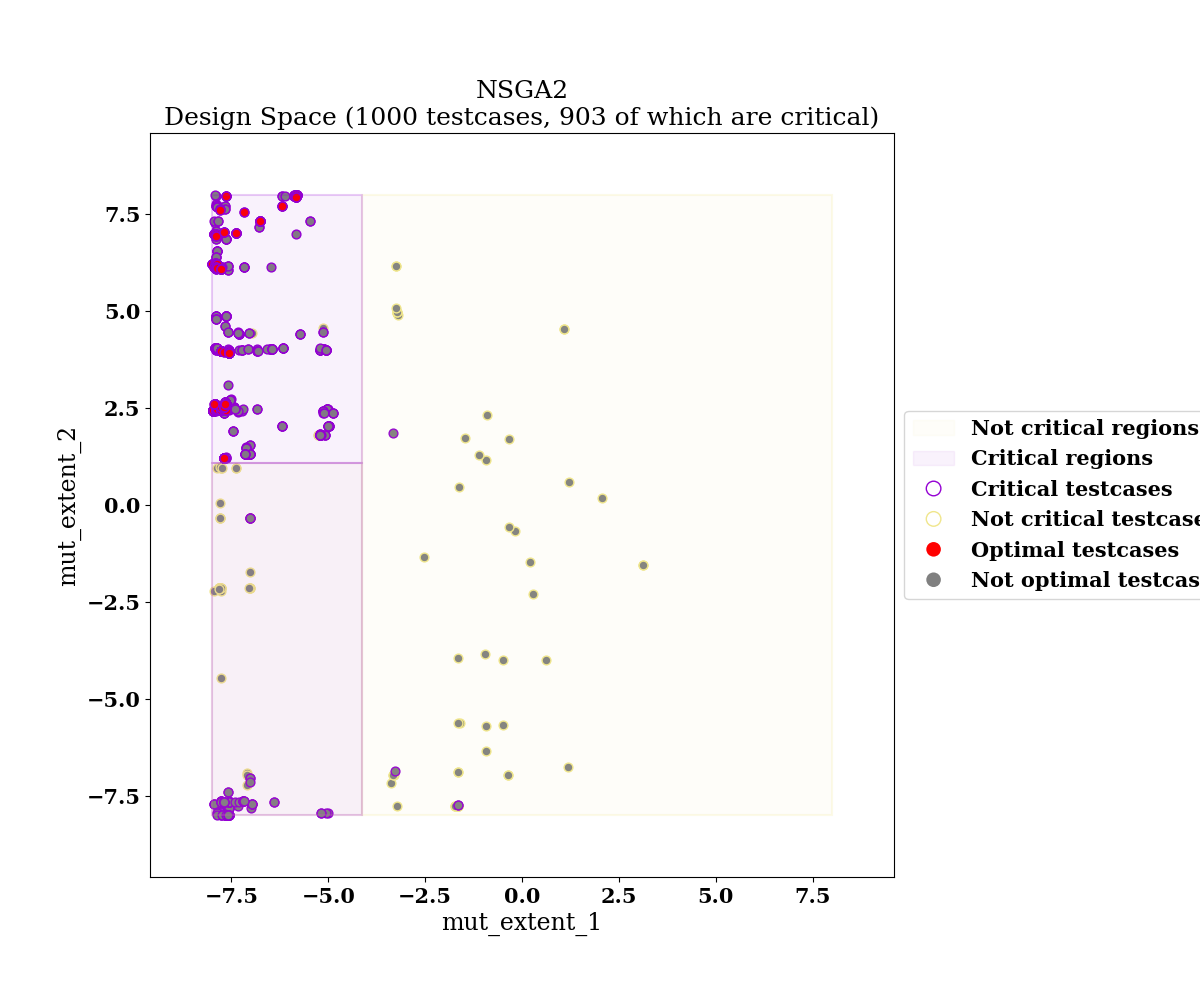 NSGA2
Design Space (1000 testcases, 903 of which are critical)
mut_extent_2
7.5
5.0
2.5
0.0
−2.5
−5.0
−7.5
−7.5
−5.0
−2.5
0.0
2.5
5.0
7.5
mut_extent_1
Not critical regions
Critical regions
Critical testcases
Not critical testcase
Optimal testcases
Not optimal testcas